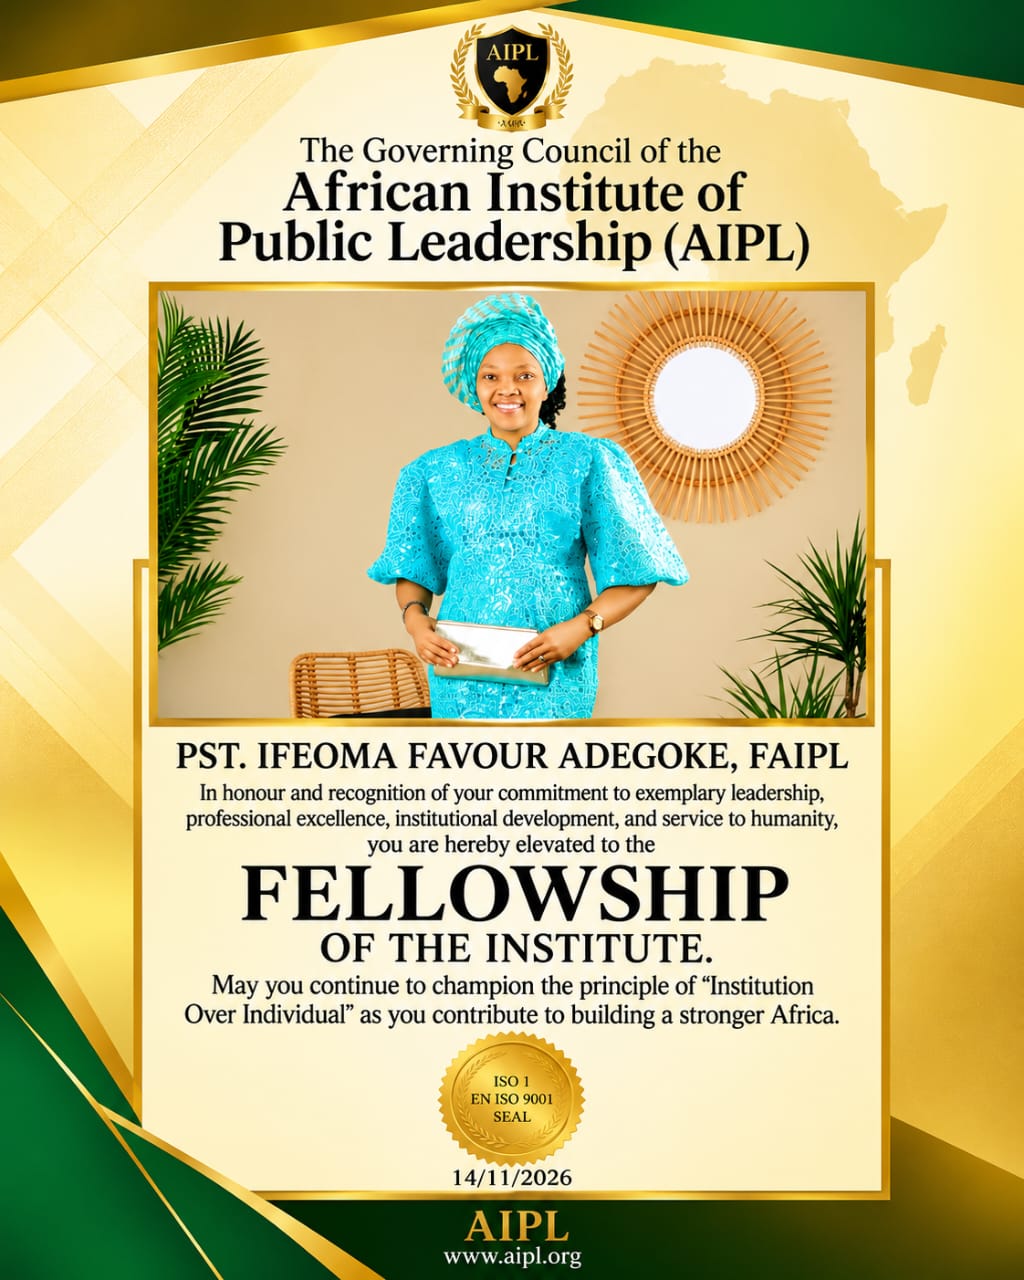 AIPL
The Governing Council of the
African Institute of
Public Leadership (AIPL)
PST. IFEOMA FAVOUR ADEGOKE, FAIPL
In honour and recognition of your commitment to exemplary leadership,
professional excellence, institutional development, and service to humanity,
you are hereby elevated to the
FELLOWSHIP
OF THE INSTITUTE.
May you continue to champion the principle of “Institution
Over Individual” as you contribute to building a stronger Africa.
ISO 1
EN ISO 9001
SEAL
14/11/2026
AIPL
www.aipl.org